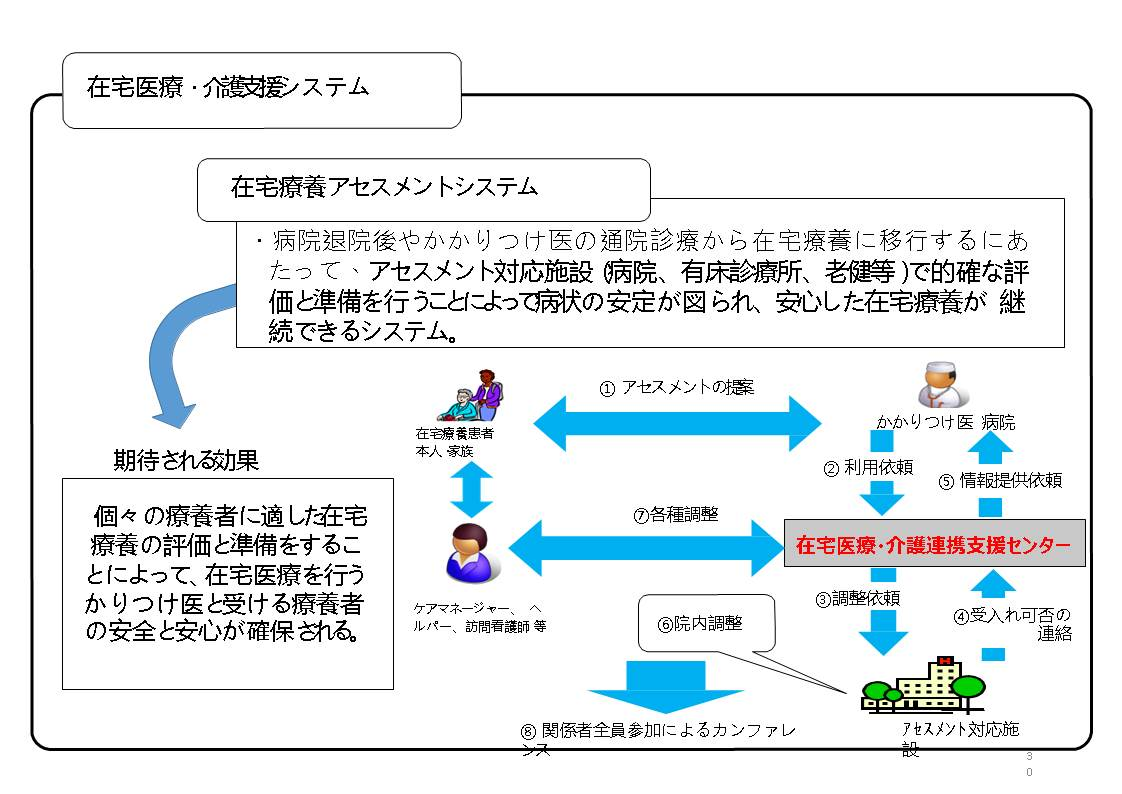 在宅医療・介護支援システム
在宅療養アセスメントシステム
・病院退院後やかかりつけ医の通院診療から在宅療養に移行するにあ
たって、アセスメント対応施設(病院、有床診療所、老健等)で的確な評
価と準備を行うことによって病状の安定が図られ、安心した在宅療養が 継
続できるシステム。
① アセスメントの提案
かかりつけ医 病院
在宅療養患者
本人 家族
期待される効果
② 利用依頼
⑤ 情報提供依頼
個々の療養者に適した在宅
療養の評価と準備をするこ
とによって、在宅医療を行う
かりつけ医と受ける療養者
の安全と安心が確保される。
⑦各種調整
在宅医療・介護連携支援センター
ケアマネージャー、 ヘ
ルパー、訪問看護師 等
③調整依頼
④受入れ可否の
連絡
⑥院内調整
⑧ 関係者全員参加によるカンファレ
ンス
アセスメント対応施
設
3
0